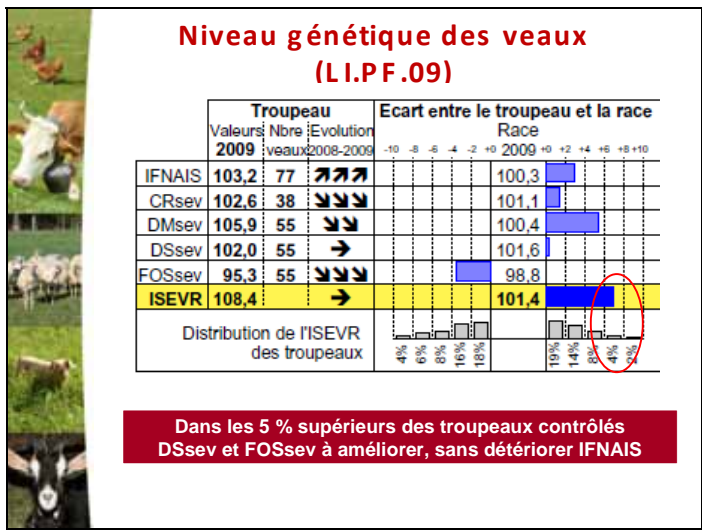 Niveau génétique des veaux
(LI.PF.09)
Troupeau Ecart entre le troupeau et la race
Valeurs Nbre Evolution Race
2009 veaux 2008-2009 -10 -8 -6 -4 -2 +0 2009 +0 +2 +4 +6 +8 +10
IFNAIS 103,2 77 ➔➔➔ 100,3
CRsev 102,6 38 ➔➔➔ 101,1
DMsev 105,9 55 ➔➔ 100,4
DSsev 102,0 55 ➔ 101,6
FOSsev 95,3 55 ➔➔➔ 98,8
ISEVR 108,4 ➔ 101,4
Distribution de l'ISEVR
des troupeaux
4% 6% 8% 16% 18% 19% 14% 8% 4% 2%
Dans les 5 % supérieurs des troupeaux contrôlés
DSsev et FOSsev à améliorer, sans détériorer IFNAIS